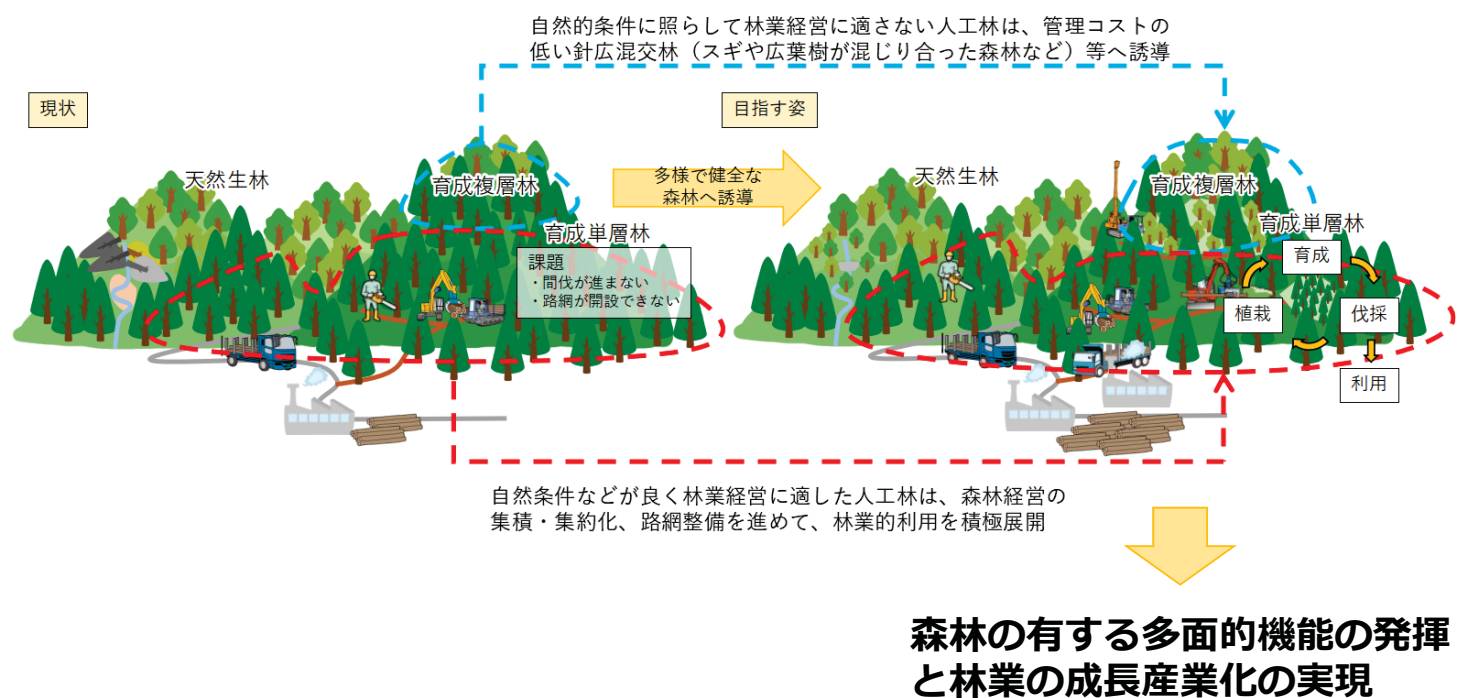 自然的条件に照らして林業経営に適さない人工林は、管理コストの
低い針広混交林（スギや広葉樹が混じり合った森林など）等へ誘導
現状
目指す姿
天然生林
育成複層林
育成単層林
課題
・間伐が進まない
・路網が開設できない
多様で健全な
森林へ誘導
天然生林
育成複層林
育成単層林
育成
植栽
伐採
利用
自然条件などが良く林業経営に適した人工林は、森林経営の
集積・集約化、路網整備を進めて、林業的利用を積極展開
森林の有する多面的機能の発揮
と林業の成長産業化の実現